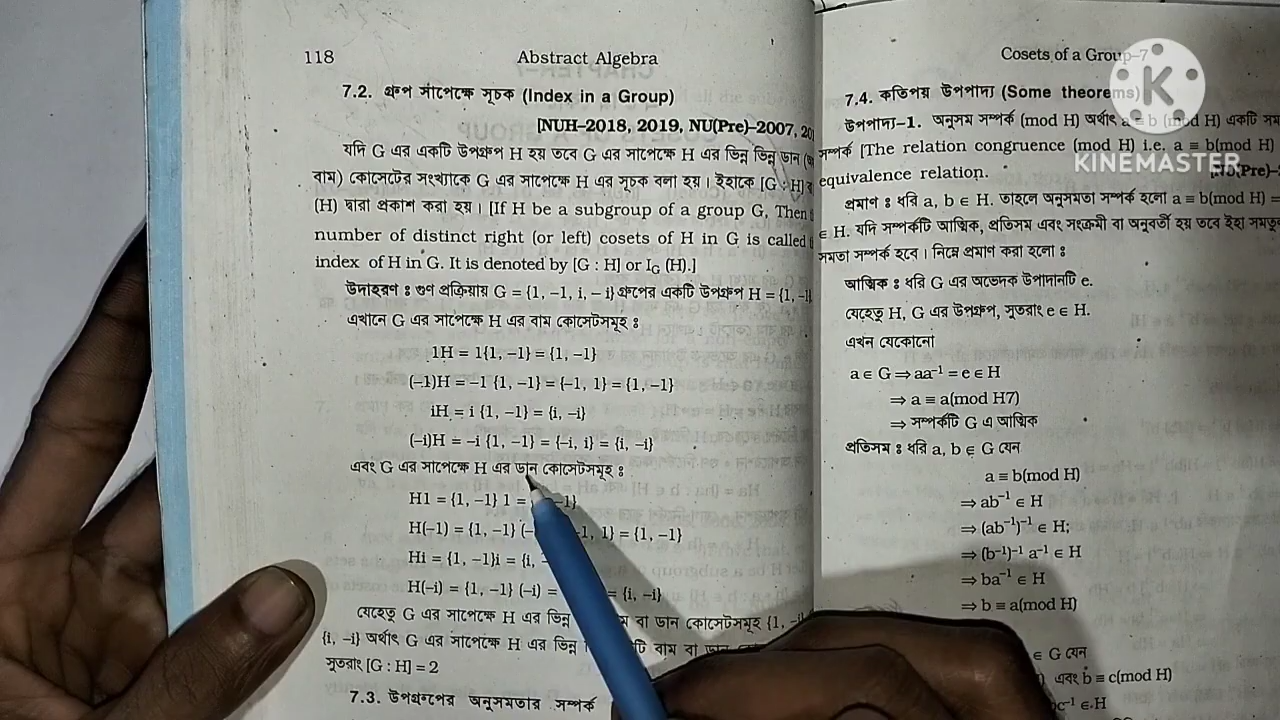 118 Abstract Algebra
7.2. গ্রুপ সাপেক্ষে সূচক (Index in a Group)
[NUH–2018, 2019, NU(Pre)–2007, 20
যদি G এর একটি উপগ্রুপ H হয় তবে G এর সাপেক্ষে H এর ভিন্ন ভিন্ন ডান
বাম) কোসেটের সংখ্যাকে G এর সাপেক্ষে H এর সূচক বলা হয়। ইহাকে [G : H]
(H) দ্বারা প্রকাশ করা হয়। [If H be a subgroup of a group G, Then
number of distinct right (or left) cosets of H in G is called
index of H in G. It is denoted by [G : H] or I_G (H).]
উদাহরণ ঃ গুণ প্রক্রিয়ায় G = {1, –1, i, – i} গ্রুপের একটি উপগ্রুপ H = {1, –1}
এখানে G এর সাপেক্ষে H এর বাম কোসেটসমূহ ঃ
1H = 1{1, –1} = {1, –1}
(–1)H = –1 {1, –1} = {–1, 1} = {1, –1}
iH = i {1, –1} = {i, –i}
(–i)H = –i {1, –1} = {–i, i} = {i, –i}
এবং G এর সাপেক্ষে H এর ডান কোসেটসমূহ ঃ
H1 = {1, –1} 1 = –1}
H(–1) = {1, –1} (– –1, 1} = {1, –1}
Hi = {1, –1}i = {i,
H(–i) = {1, –1} (–i) = = {i, –i}
যেহেতু G এর সাপেক্ষে H এর ভিন্ন ম বা ডান কোসেটসমূহ {1, –1}
{i, –i} অর্থাৎ G এর সাপেক্ষে H এর ভিন্ন টি বাম বা ডান
সুতরাং [G : H] = 2
7.3. উপগ্রুপের অনুসমতার সম্পর্ক
Cosets of a Group–7
7.4. কতিপয় উপপাদ্য (Some theorems)
উপপাদ্য–1. অনুসম সম্পর্ক (mod H) অর্থাৎ a ≡ b (mod H) একটি
সম্পর্ক [The relation congruence (mod H) i.e. a ≡ b(mod H)
equivalence relation.
[NU(Pre)–
প্রমাণ ঃ ধরি a, b ∈ H. তাহলে অনুসমতা সম্পর্ক হলো a ≡ b(mod H) =
∈ H. যদি সম্পর্কটি আত্মিক, প্রতিসম এবং সংক্রমী বা অনুবর্তী হয় তবে ইহা
সমতা সম্পর্ক হবে। নিম্নে প্রমাণ করা হলো ঃ
আত্মিক ঃ ধরি G এর অভেদক উপাদানটি e.
যেহেতু H, G এর উপগ্রুপ, সুতরাং e ∈ H.
এখন যেকোনো
a ∈ G ⇒ aa⁻¹ = e ∈ H
⇒ a ≡ a(mod H7)
⇒ সম্পর্কটি G এ আত্মিক
প্রতিসম ঃ ধরি a, b ∈ G যেন
a ≡ b(mod H)
⇒ ab⁻¹ ∈ H
⇒ (ab⁻¹)⁻¹ ∈ H;
⇒ (b⁻¹)⁻¹ a⁻¹ ∈ H
⇒ ba⁻¹ ∈ H
⇒ b ≡ a(mod H)
∈ G যেন
) এবং b ≡ c(mod H)
bc⁻¹ ∈ H
K
KINEMASTER